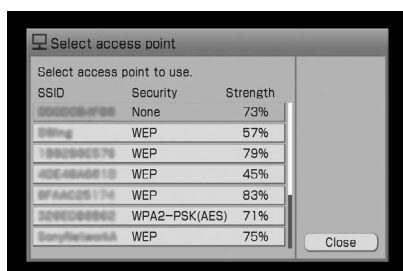 Select access point
Select access point to use.
SSID Security Strength
None 73%
WEP 57%
WEP 79%
WEP 45%
WEP 83%
WPA2-PSK(AES) 71%
WEP 75%
Close